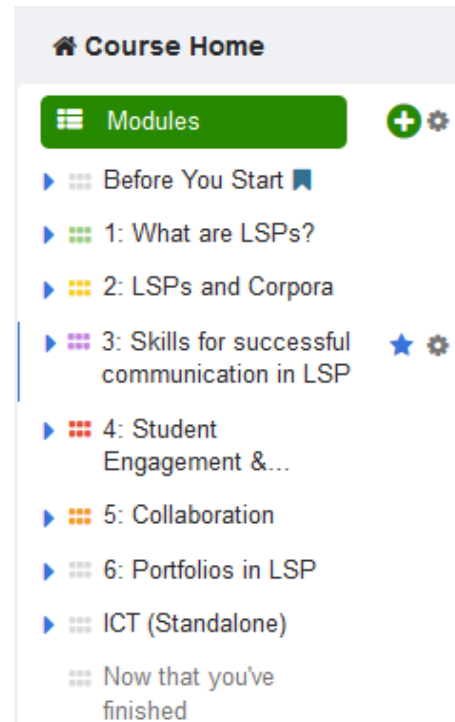 Course Home
Modules
Before You Start
1: What are LSPs?
2: LSPs and Corpora
3: Skills for successful
communication in LSP
4: Student
Engagement &...
5: Collaboration
6: Portfolios in LSP
ICT (Standalone)
Now that you've
finished